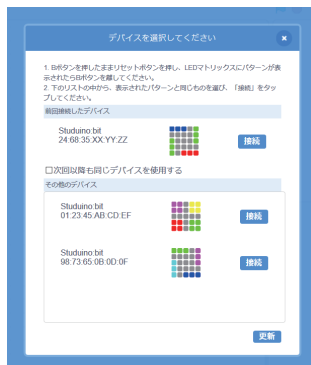 デバイスを選択してください
1. Bボタンを押したままリセットボタンを押し、LEDマトリックスにパターンが表
示されたらBボタンを離してください。
2. 下のリストの中から、表示されたパターンと同じものを選び、「接続」をタッ
プしてください。
前回接続したデバイス
Studuino:bit
24:68:35:XX:YY:ZZ
接続
□次回以降も同じデバイスを使用する
その他のデバイス
Studuino:bit
01:23:45:AB:CD:EF
接続
Studuino:bit
98:73:65:0B:0D:0F
接続
更新